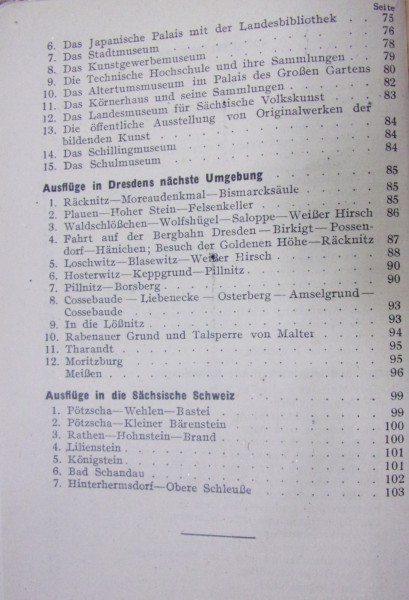 Seite
6. Das Japanische Palais mit der Landesbibliothek . . 75
7. Das Stadtmuseum . . . . . . 76
8. Das Kunstgewerbemuseum . . . . . 78
9. Die Technische Hochschule und ihre Sammlungen . . 79
10. Das Altertumsmuseum im Palais des Großen Gartens 80
11. Das Körnerhaus und seine Sammlungen . . . . 82
12. Das Landesmuseum für Sächsische Volkskunst . . 83
13. Die öffentliche Ausstellung von Originalwerken der
bildenden Kunst . . . . . . 84
14. Das Schillingmuseum . . . . . . 84
15. Das Schulmuseum . . . . . . 84
Ausflüge in Dresdens nächste Umgebung . . . . 85
1. Räcknitz—Moreaudenkmal—Bismarcksäule . . . 85
2. Plauen—Hoher Stein—Felsenkeller . . . . 85
3. Waldschlößchen—Wolfshügel—Saloppe—Weißer Hirsch 86
4. Fahrt auf der Bergbahn Dresden—Birkigt—Possen-
dorf—Hänichen; Besuch der Goldenen Höhe—Räcknitz 87
5. Loschwitz—Blasewitz—Weißer Hirsch . . . . 88
6. Hosterwitz—Keppgrund—Pillnitz . . . . . 90
7. Pillnitz—Borsberg . . . . . . 90
8. Cossebaude — Liebenecke — Osterberg — Amselgrund —
Cossebaude . . . . . . 93
9. In die Lößnitz . . . . . . 93
10. Rabenauer Grund und Talsperre von Malter . . . 94
11. Tharandt . . . . . . 95
12. Moritzburg . . . . . . 95
Meißen . . . . . . 96
Ausflüge in die Sächsische Schweiz . . . . 99
1. Pötzscha—Wehlen—Bastei . . . . . 99
2. Pötzscha—Kleiner Bärenstein . . . . . 100
3. Rathen—Hohnstein—Brand . . . . . 100
4. Lilienstein . . . . . . 101
5. Königstein . . . . . . 101
6. Bad Schandau . . . . . . 102
7. Hinterhermsdorf—Obere Schleuße . . . . . 103